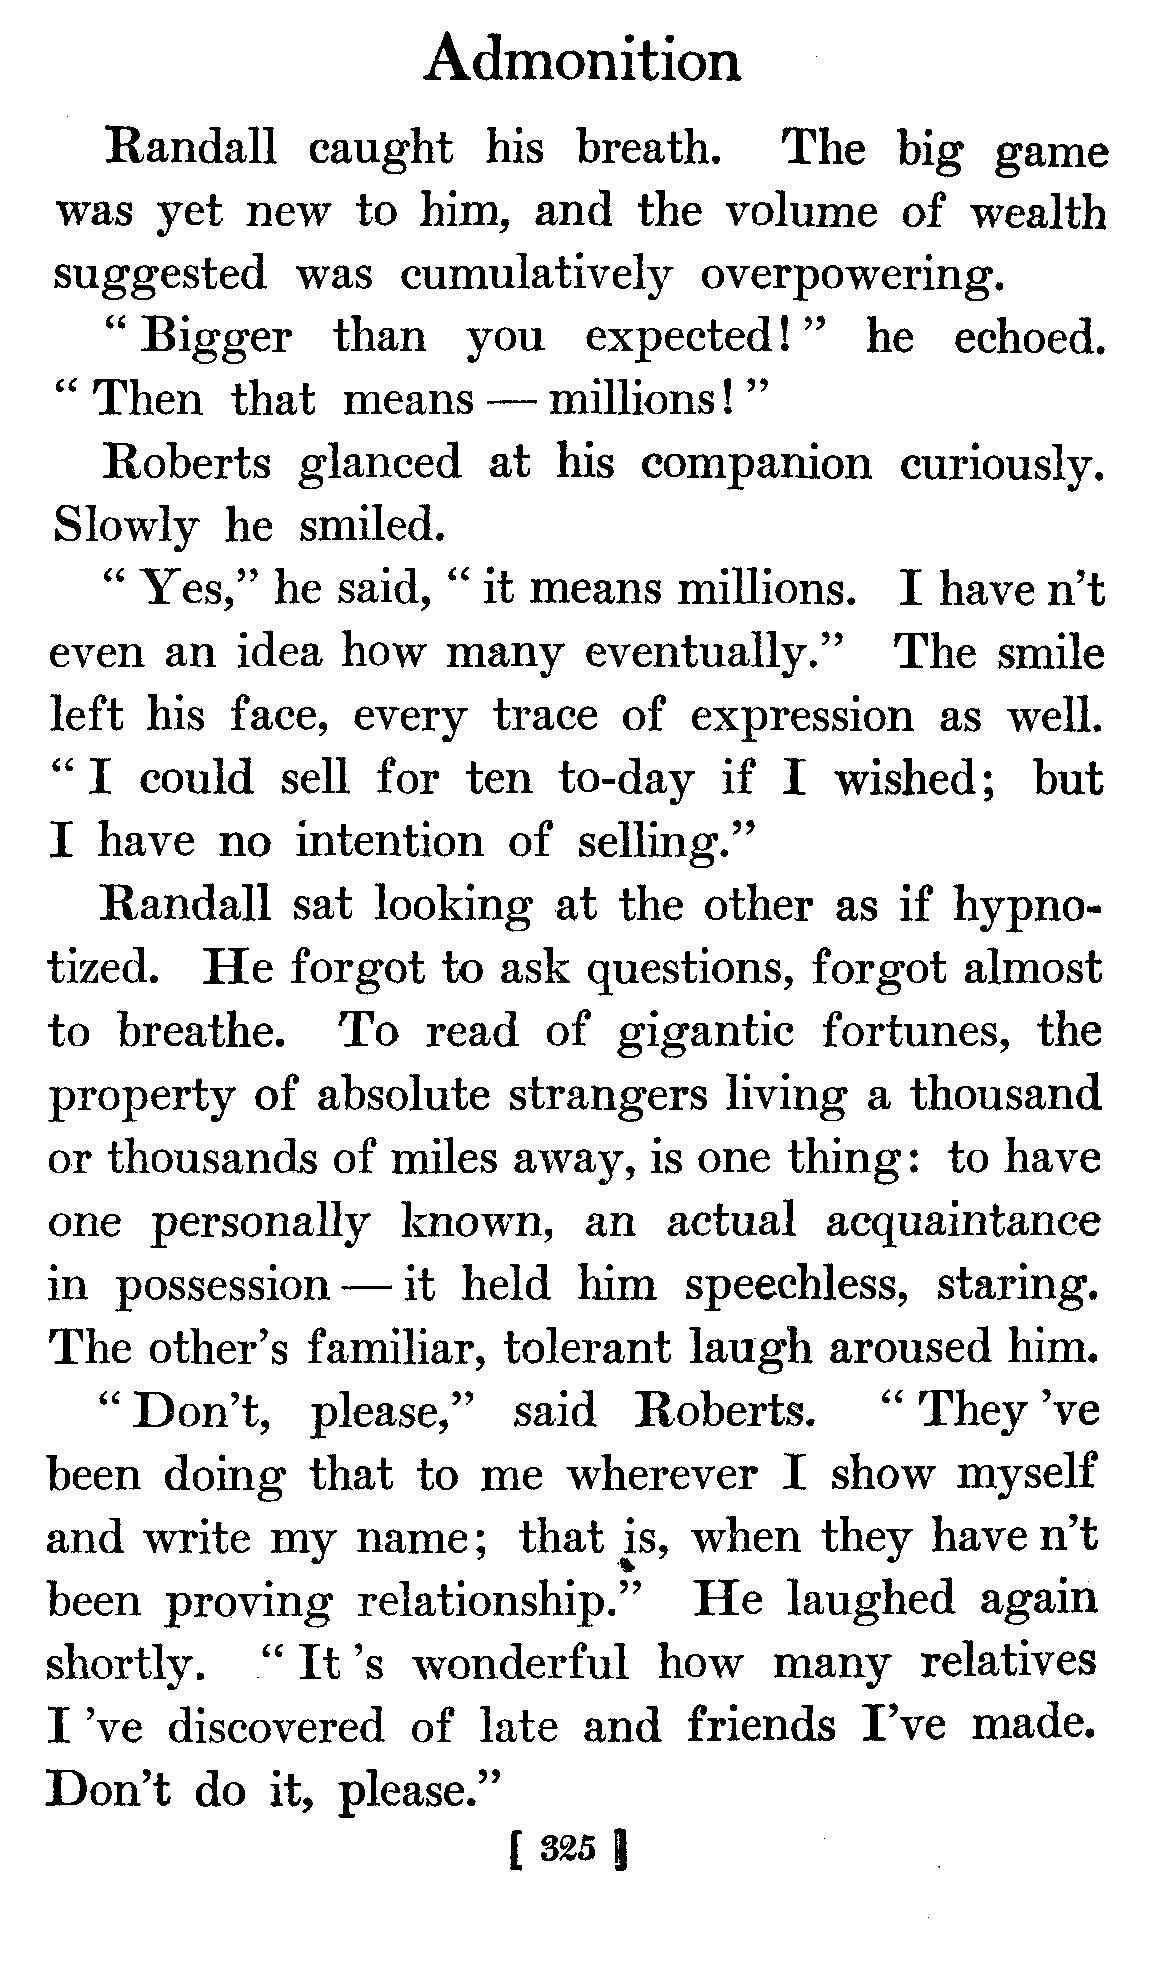 Admonition
Randall caught his breath. The big game
was yet new to him, and the volume of wealth
suggested was cumulatively overpowering.
“ Bigger than you expected! ” he echoed.
“ Then that means — millions! ”
Roberts glanced at his companion curiously.
Slowly he smiled.
“ Yes,” he said, “ it means millions. I have n’t
even an idea how many eventually.” The smile
left his face, every trace of expression as well.
“ I could sell for ten to-day if I wished; but
I have no intention of selling.”
Randall sat looking at the other as if hypno-
tized. He forgot to ask questions, forgot almost
to breathe. To read of gigantic fortunes, the
property of absolute strangers living a thousand
or thousands of miles away, is one thing: to have
one personally known, an actual acquaintance
in possession — it held him speechless, staring.
The other’s familiar, tolerant laugh aroused him.
“ Don’t, please,” said Roberts. “ They ’ve
been doing that to me wherever I show myself
and write my name; that is, when they have n’t
been proving relationship.” He laughed again
shortly. “ It ’s wonderful how many relatives
I ’ve discovered of late and friends I’ve made.
Don’t do it, please.”
[ 325 ]